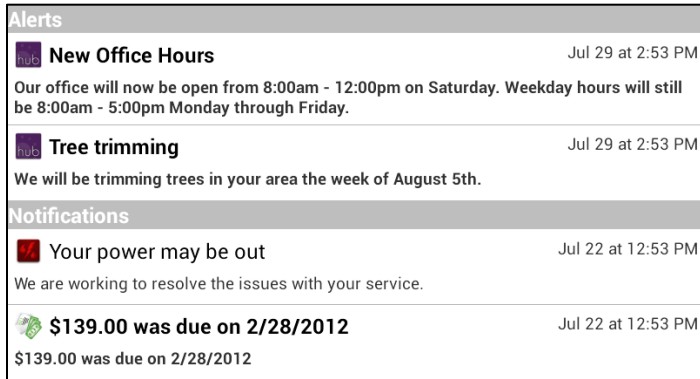 Alerts
hub New Office Hours Jul 29 at 2:53 PM
Our office will now be open from 8:00am - 12:00pm on Saturday. Weekday hours will still
be 8:00am - 5:00pm Monday through Friday.
hub Tree trimming Jul 29 at 2:53 PM
We will be trimming trees in your area the week of August 5th.
Notifications
Your power may be out Jul 22 at 12:53 PM
We are working to resolve the issues with your service.
$139.00 was due on 2/28/2012 Jul 22 at 12:53 PM
$139.00 was due on 2/28/2012